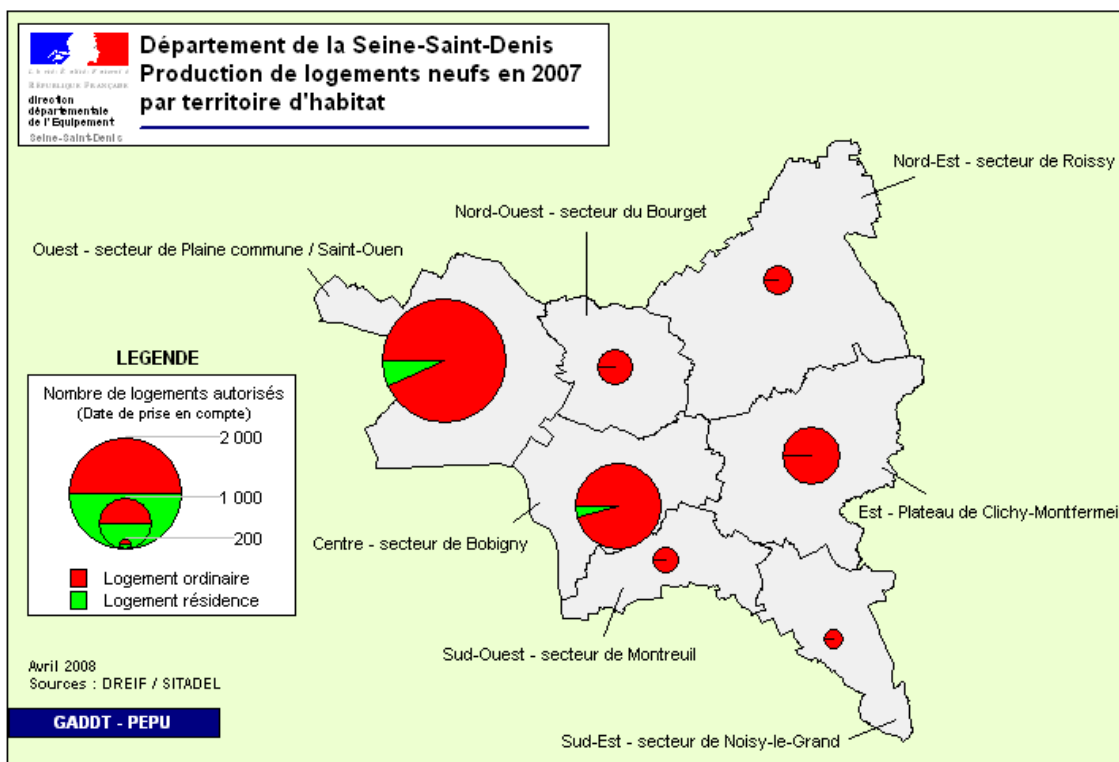 Département de la Seine-Saint-Denis
Production de logements neufs en 2007
par territoire d'habitat
RÉPUBLIQUE FRANÇAISE
direction
départementale
de l'Equipement
Seine-Saint-Denis
Nord-Est - secteur de Roissy
Nord-Ouest - secteur du Bourget
Ouest - secteur de Plaine commune / Saint-Ouen
LEGENDE
Nombre de logements autorisés
(Date de prise en compte)
2 000
1 000
200
Logement ordinaire
Logement résidence
Est - Plateau de Clichy-Montfermei
Centre - secteur de Bobigny
Sud-Ouest - secteur de Montreuil
Sud-Est - secteur de Noisy-le-Grand
Avril 2008
Sources : DREIF / SITADEL
GADDT - PEPU